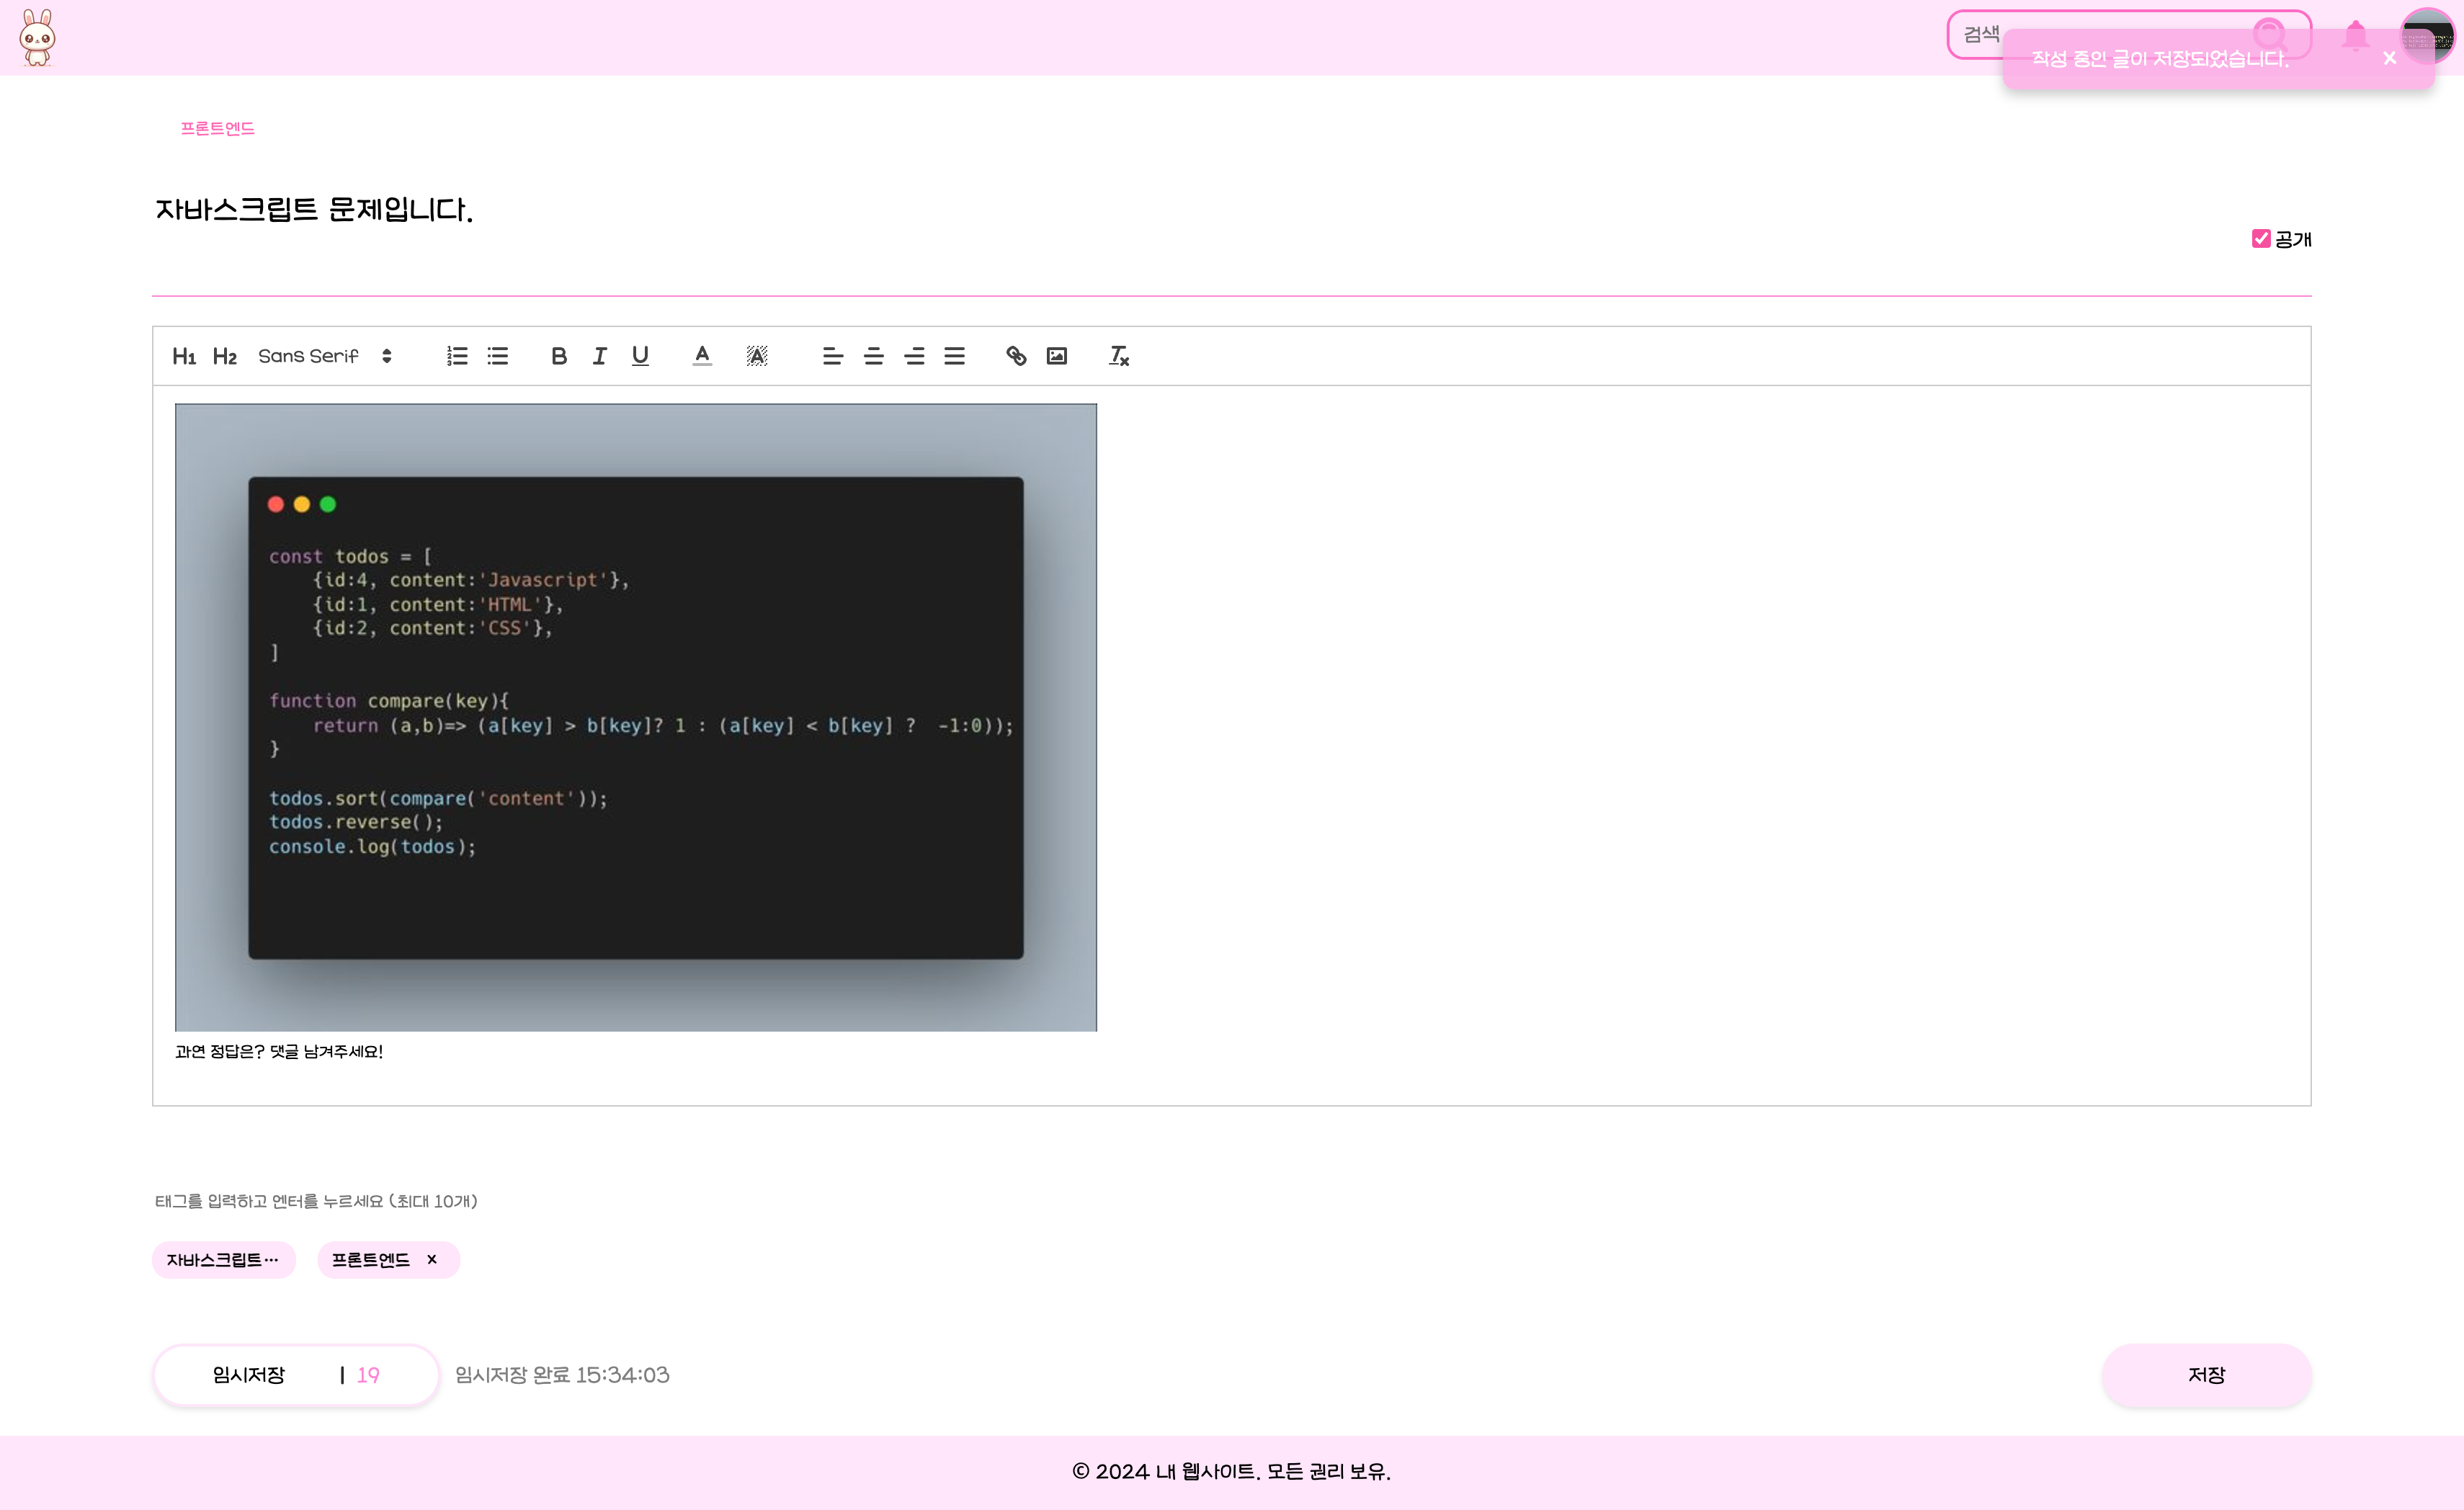 검색
작성 중인 글이 저장되었습니다. ×
프론트엔드
자바스크립트 문제입니다.
공개
H1 H2 Sans Serif B I U A A
const todos = [
{id:4, content:'Javascript'},
{id:1, content:'HTML'},
{id:2, content:'CSS'},
]
function compare(key){
return (a,b)=> (a[key] > b[key]? 1 : (a[key] < b[key] ?  -1:0));
}
todos.sort(compare('content'));
todos.reverse();
console.log(todos);
과연 정답은? 댓글 남겨주세요!
태그를 입력하고 엔터를 누르세요 (최대 10개)
자바스크립트… 프론트엔드 ×
임시저장 | 19 임시저장 완료 15:34:03 저장
© 2024 내 웹사이트. 모든 권리 보유.